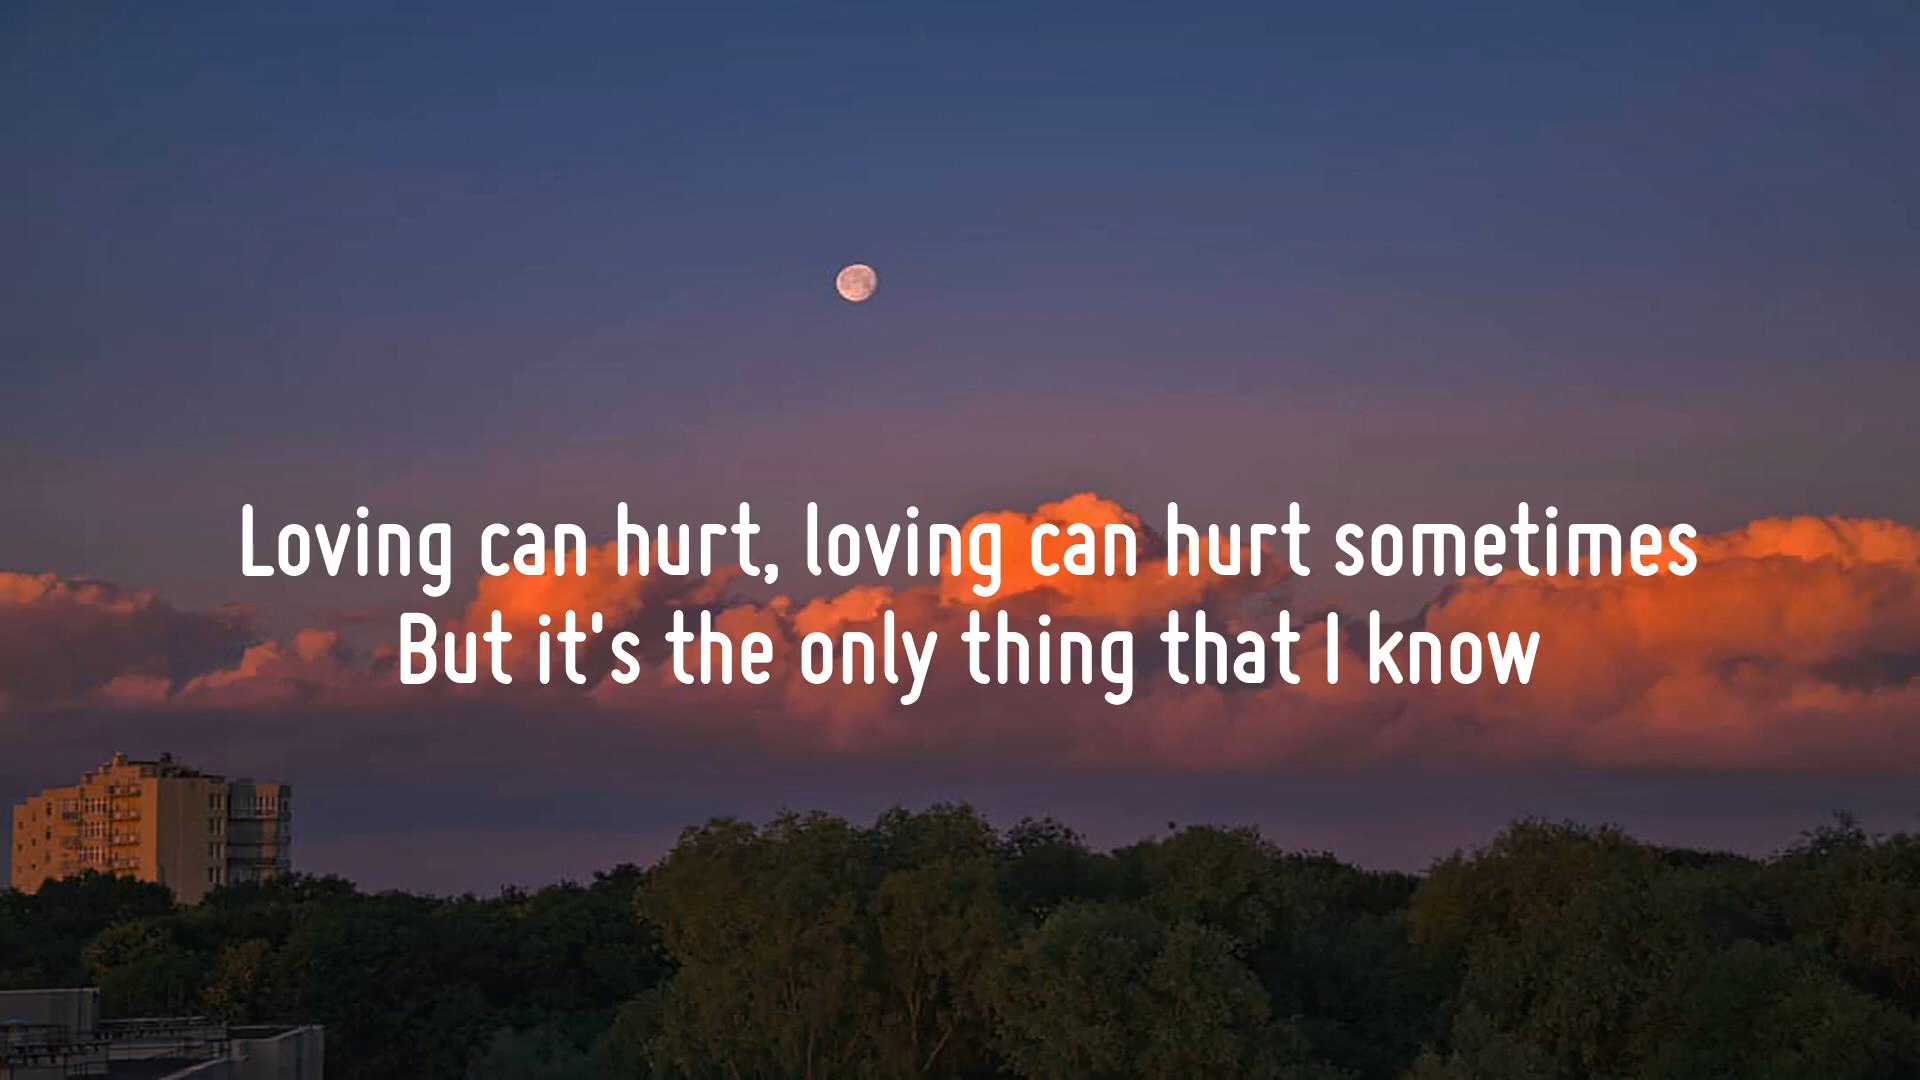 Loving can hurt, loving can hurt sometimes
But it's the only thing that I know